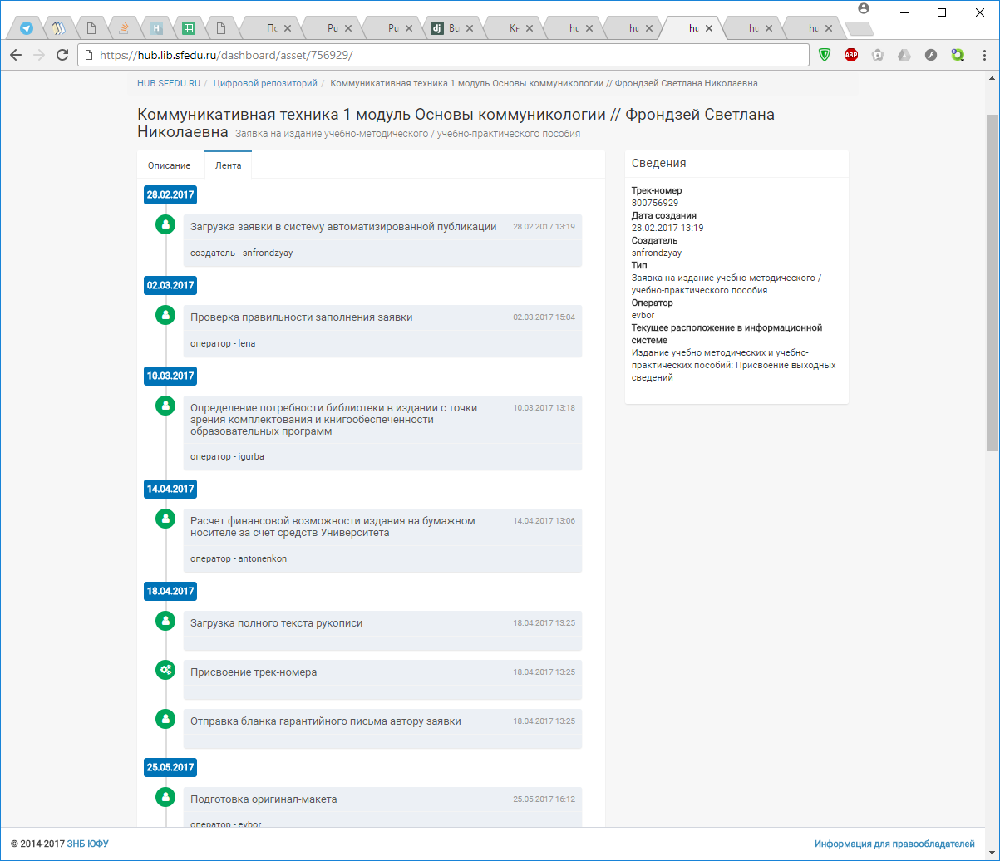 По
Pu
Pu
Bu
Кн
hu
hu
hu
hu
hu
https://hub.lib.sfedu.ru/dashboard/asset/756929/
ABP
HUB.SFEDU.RU / Цифровой репозиторий / Коммуникативная техника 1 модуль Основы коммуникологии // Фрондзей Светлана Николаевна
Коммуникативная техника 1 модуль Основы коммуникологии // Фрондзей Светлана
Николаевна Заявка на издание учебно-методического / учебно-практического пособия
Описание
Лента
28.02.2017
Загрузка заявки в систему автоматизированной публикации 28.02.2017 13:19
создатель - snfrondzyay
02.03.2017
Проверка правильности заполнения заявки 02.03.2017 15:04
оператор - lena
10.03.2017
Определение потребности библиотеки в издании с точки 10.03.2017 13:18
зрения комплектования и книгообеспеченности
образовательных программ
оператор - igurba
14.04.2017
Расчет финансовой возможности издания на бумажном 14.04.2017 13:06
носителе за счет средств Университета
оператор - antonenkon
18.04.2017
Загрузка полного текста рукописи 18.04.2017 13:25
Присвоение трек-номера 18.04.2017 13:25
Отправка бланка гарантийного письма автору заявки 18.04.2017 13:25
25.05.2017
Подготовка оригинал-макета 25.05.2017 16:12
оператор - evbor
Сведения
Трек-номер
800756929
Дата создания
28.02.2017 13:19
Создатель
snfrondzyay
Тип
Заявка на издание учебно-методического /
учебно-практического пособия
Оператор
evbor
Текущее расположение в информационной
системе
Издание учебно методических и учебно-
практических пособий: Присвоение выходных
сведений
© 2014-2017 ЗНБ ЮФУ
Информация для правообладателей